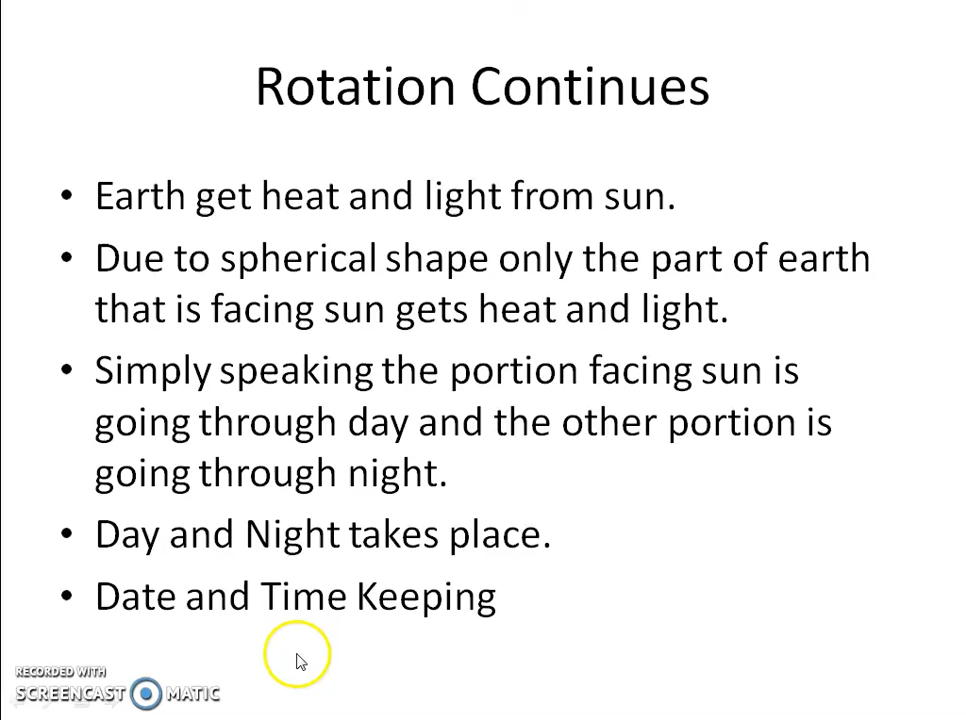 Rotation Continues
• Earth get heat and light from sun.
• Due to spherical shape only the part of earth
that is facing sun gets heat and light.
• Simply speaking the portion facing sun is
going through day and the other portion is
going through night.
• Day and Night takes place.
• Date and Time Keeping
RECORDED WITH
SCREENCAST MATIC